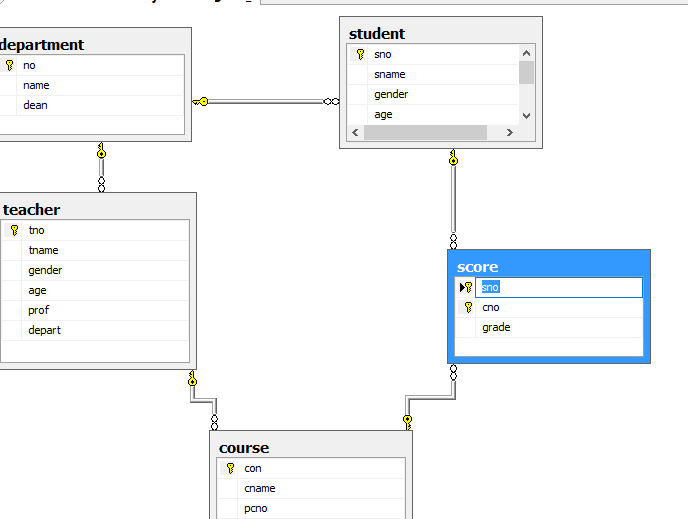 department
no
name
dean
student
sno
sname
gender
age
teacher
tno
tname
gender
age
prof
depart
score
sno
cno
grade
course
con
cname
pcno